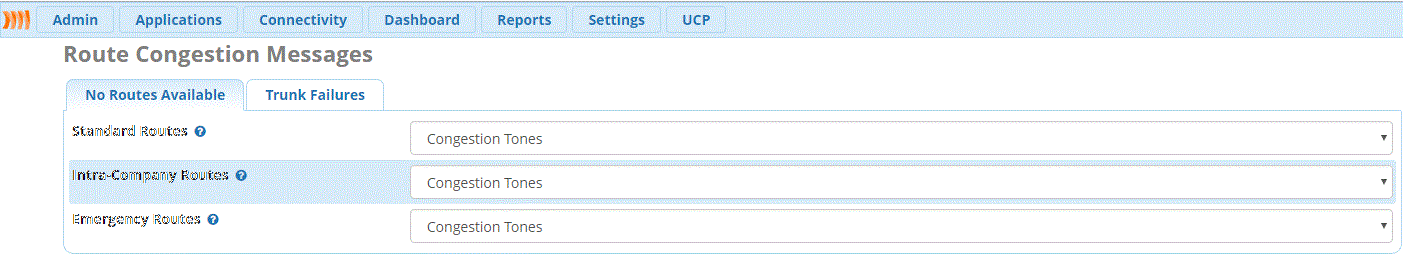 Admin Applications Connectivity Dashboard Reports Settings UCP
Route Congestion Messages
No Routes Available Trunk Failures
Standard Routes Congestion Tones
Intra-Company Routes Congestion Tones
Emergency Routes Congestion Tones